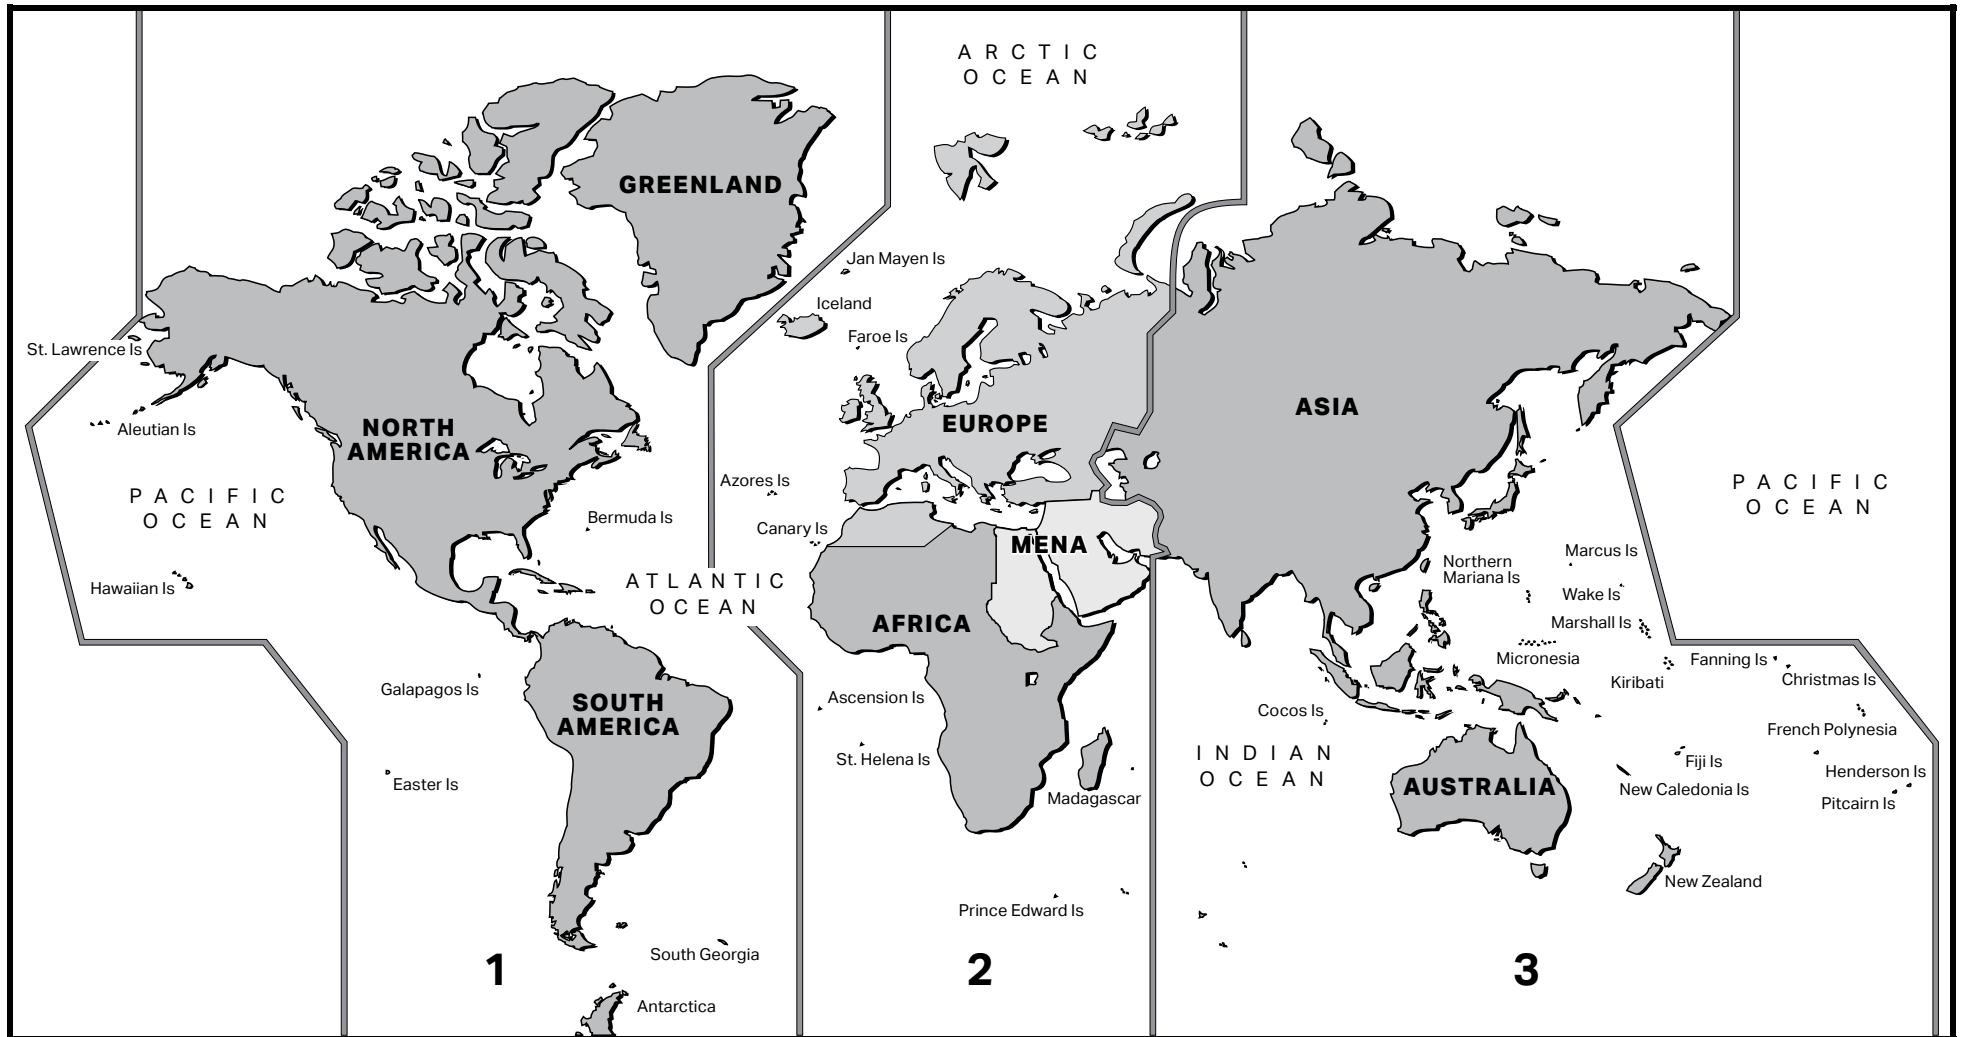 ARCTIC
OCEAN
GREENLAND
Jan Mayen Is
Iceland
Faroe Is
St. Lawrence Is
Aleutian Is
NORTH
AMERICA
EUROPE
ASIA
PACIFIC
OCEAN
Azores Is
Bermuda Is
Canary Is
MENA
PACIFIC
OCEAN
Hawaiian Is
ATLANTIC
OCEAN
AFRICA
Northern
Mariana Is
Marcus Is
Wake Is
Marshall Is
Micronesia
Kiribati
Fanning Is
Christmas Is
Galapagos Is
SOUTH
AMERICA
Ascension Is
St. Helena Is
Cocos Is
French Polynesia
INDIAN
OCEAN
Fiji Is
Henderson Is
Easter Is
Madagascar
AUSTRALIA
New Caledonia Is
Pitcairn Is
New Zealand
Prince Edward Is
South Georgia
Antarctica
1
2
3